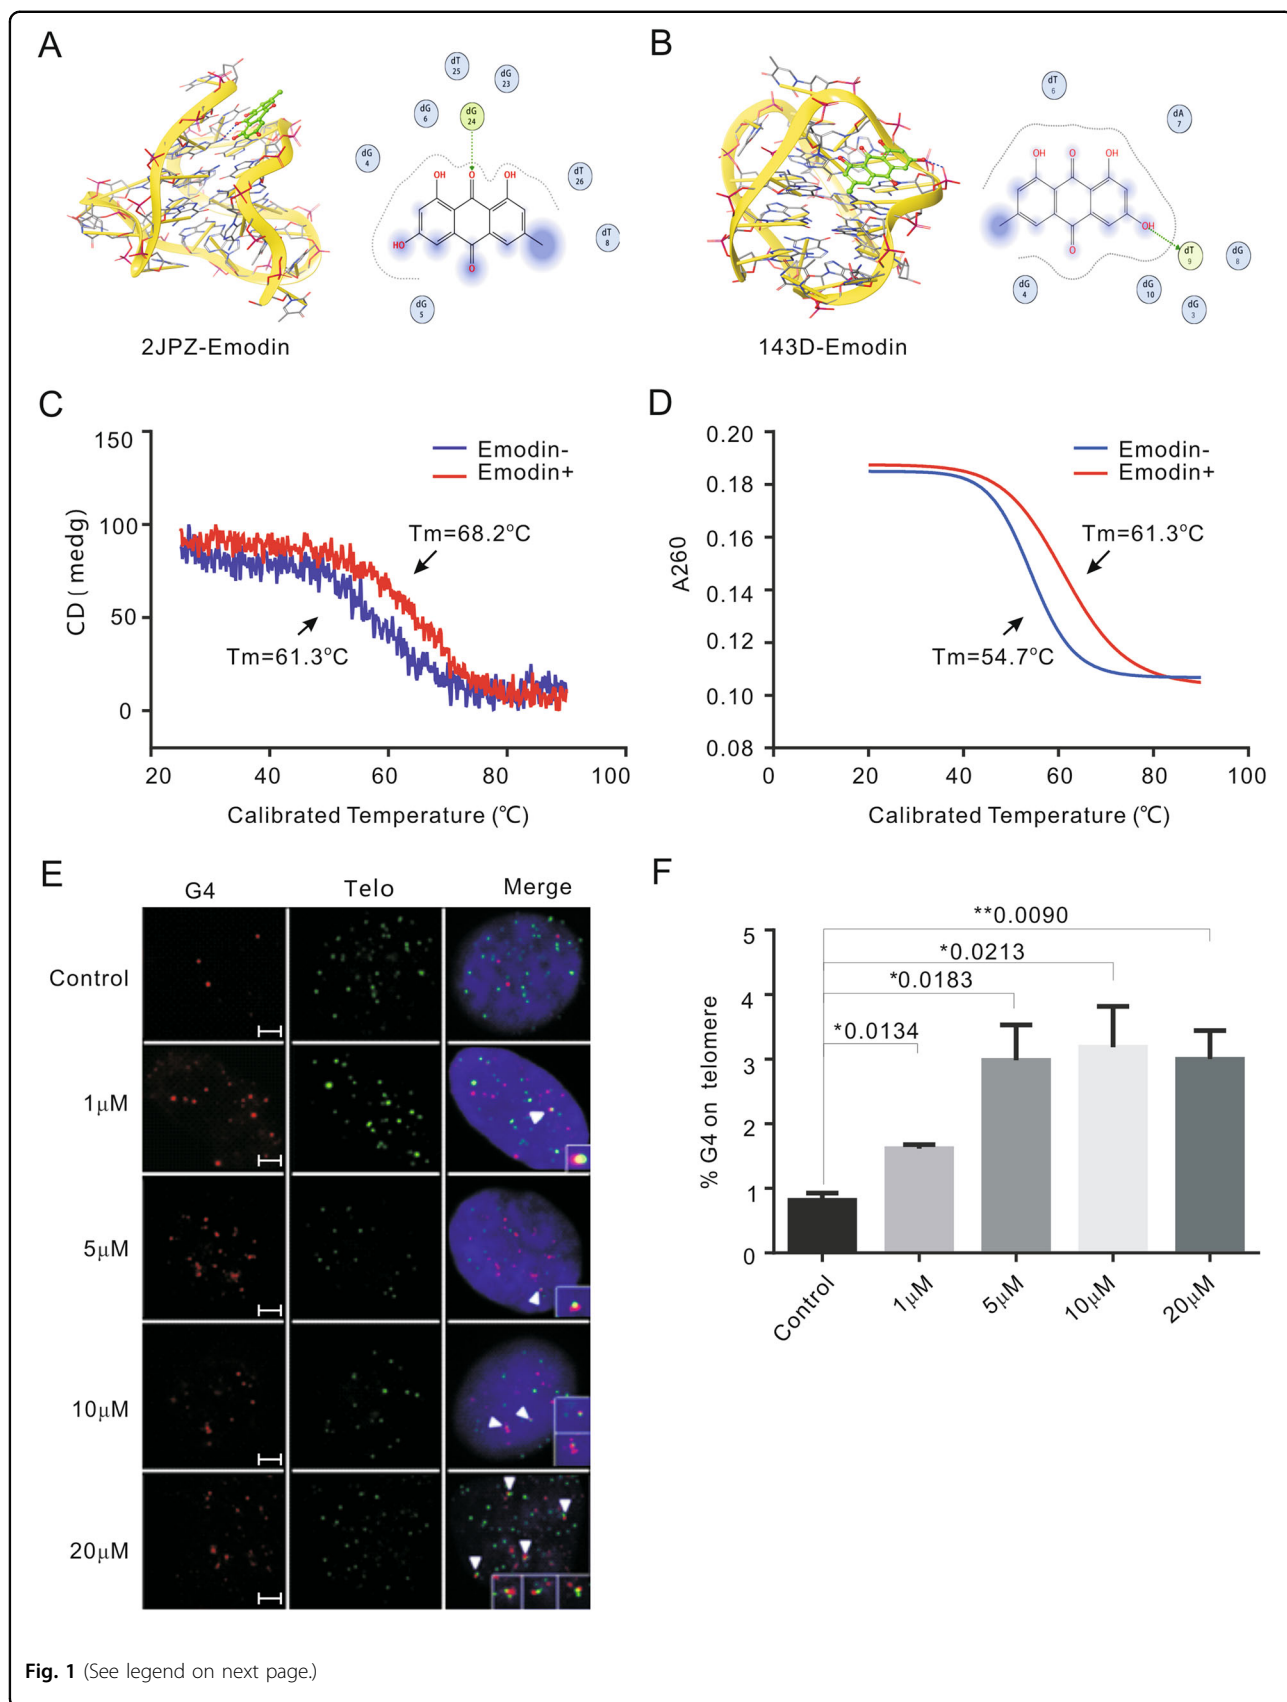 A
dT 25
dG 23
dG 6
dG 24
dG 4
dT 26
dT 8
dG 5
OH
O
OH
HO
O
2JPZ-Emodin
B
dT 6
dA 7
OH
O
OH
OH
O
dT 9
dG 8
dG 4
dG 10
dG 3
143D-Emodin
C
150
100
50
0
CD ( medg)
Emodin-
Emodin+
Tm=68.2°C
Tm=61.3°C
20
40
60
80
100
Calibrated Temperature (℃)
D
0.20
0.18
0.16
0.14
0.12
0.10
0.08
A260
Emodin-
Emodin+
Tm=61.3°C
Tm=54.7°C
0
20
40
60
80
100
Calibrated Temperature (℃)
E
G4
Telo
Merge
Control
1μM
5μM
10μM
20μM
F
**0.0090
*0.0213
*0.0183
*0.0134
5
4
3
2
1
0
% G4 on telomere
Control
1μM
5μM
10μM
20μM
Fig. 1 (See legend on next page.)